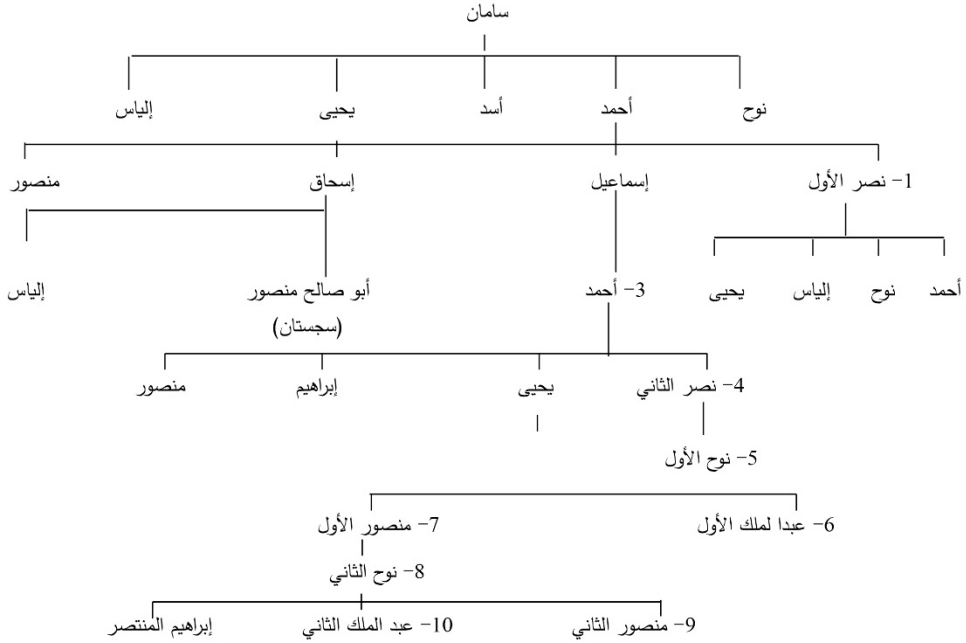 سامان
نوح أحمد أسد يحيى إلياس
1- نصر الأول إسماعيل إسحاق منصور
أحمد نوح إلياس يحيى 3- أحمد أبو صالح منصور إلياس
(سجستان)
4- نصر الثاني يحيى إبراهيم منصور
5- نوح الأول
6- عبدا لملك الأول 7- منصور الأول
8- نوح الثاني
9- منصور الثاني 10- عبد الملك الثاني إبراهيم المنتصر